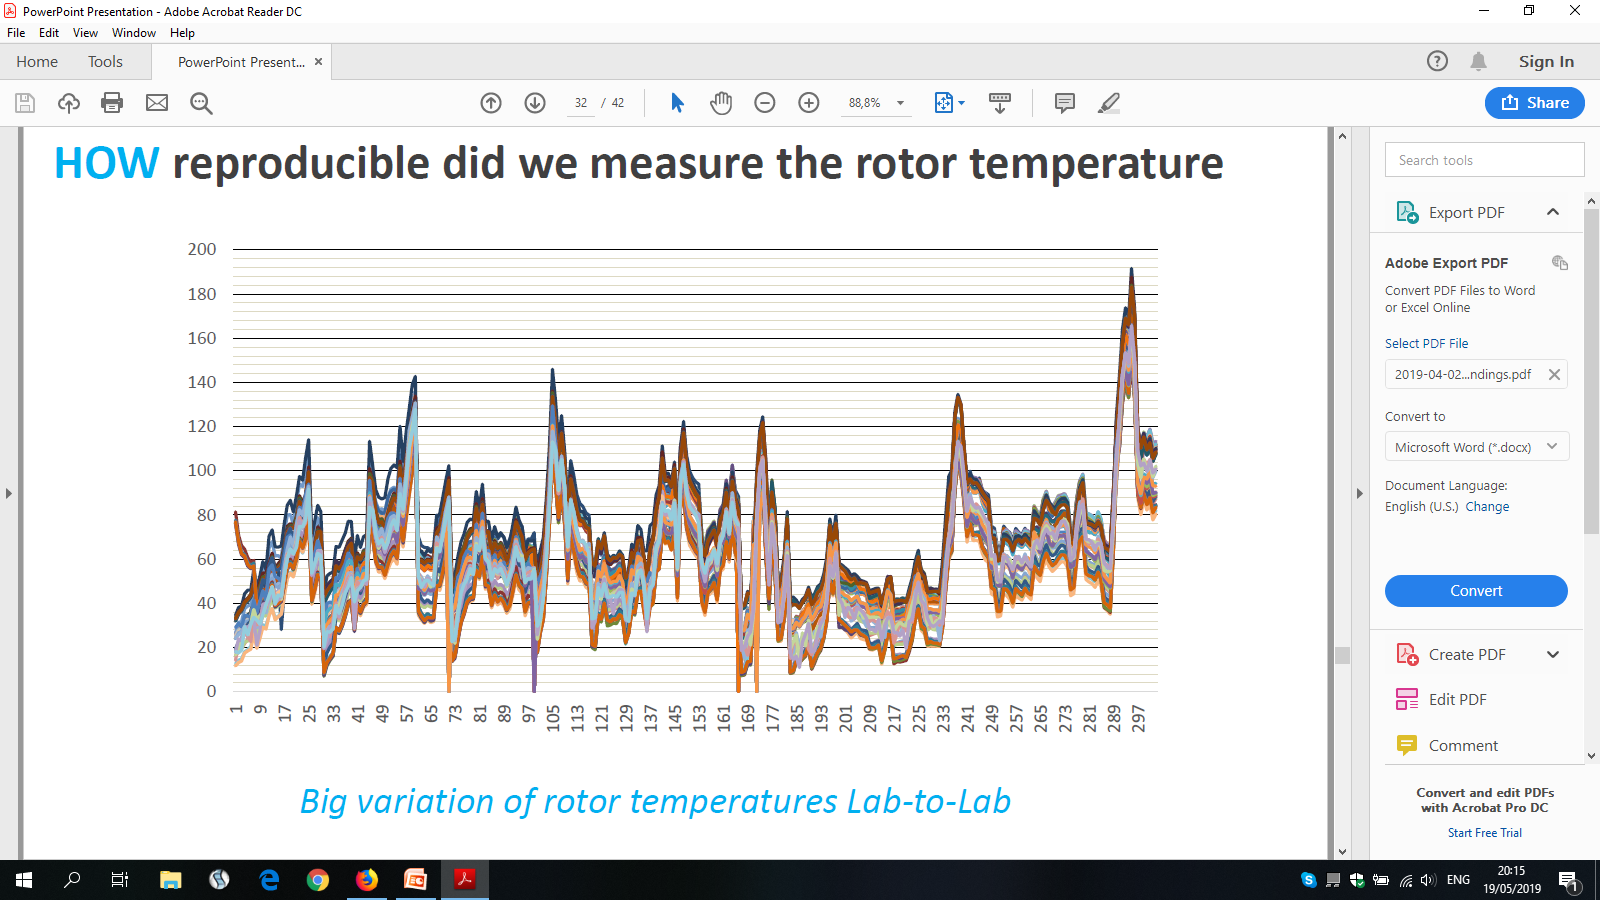 PowerPoint Presentation - Adobe Acrobat Reader DC
File Edit View Window Help
Home Tools PowerPoint Present... × Sign In
32 / 42 88,8% Share
HOW reproducible did we measure the rotor temperature
200
180
160
140
120
100
80
60
40
20
0
1 9 17 25 33 41 49 57 65 73 81 89 97 105 113 121 129 137 145 153 161 169 177 185 193 201 209 217 225 233 241 249 257 265 273 281 289 297
Big variation of rotor temperatures Lab-to-Lab
Search tools
Export PDF
Adobe Export PDF
Convert PDF Files to Word
or Excel Online
Select PDF File
2019-04-02...ndings.pdf
Convert to
Microsoft Word (*.docx)
Document Language:
English (U.S.) Change
Convert
Create PDF
Edit PDF
Comment
Convert and edit PDFs
with Acrobat Pro DC
Start Free Trial
ENG
20:15
19/05/2019
1